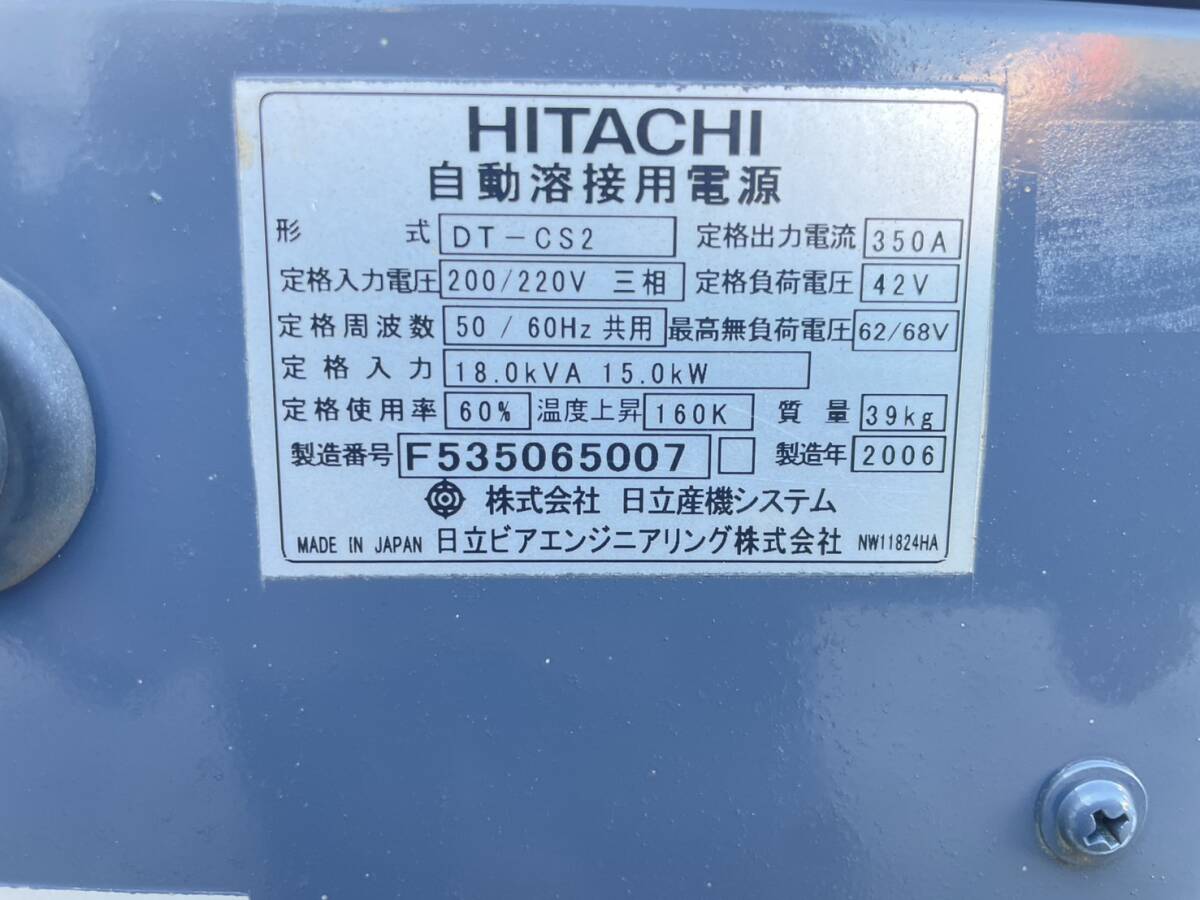 HITACHI
自動溶接用電源
形式 DT-CS2 定格出力電流 350A
定格入力電圧 200/220V 三相 定格負荷電圧 42V
定格周波数 50 / 60Hz 共用 最高無負荷電圧 62/68V
定格入力 18.0kVA 15.0kW
定格使用率 60% 温度上昇 160K 質量 39kg
製造番号 F535065007 製造年 2006
株式会社 日立産機システム
MADE IN JAPAN 日立ビアエンジニアリング株式会社 NW11824HA